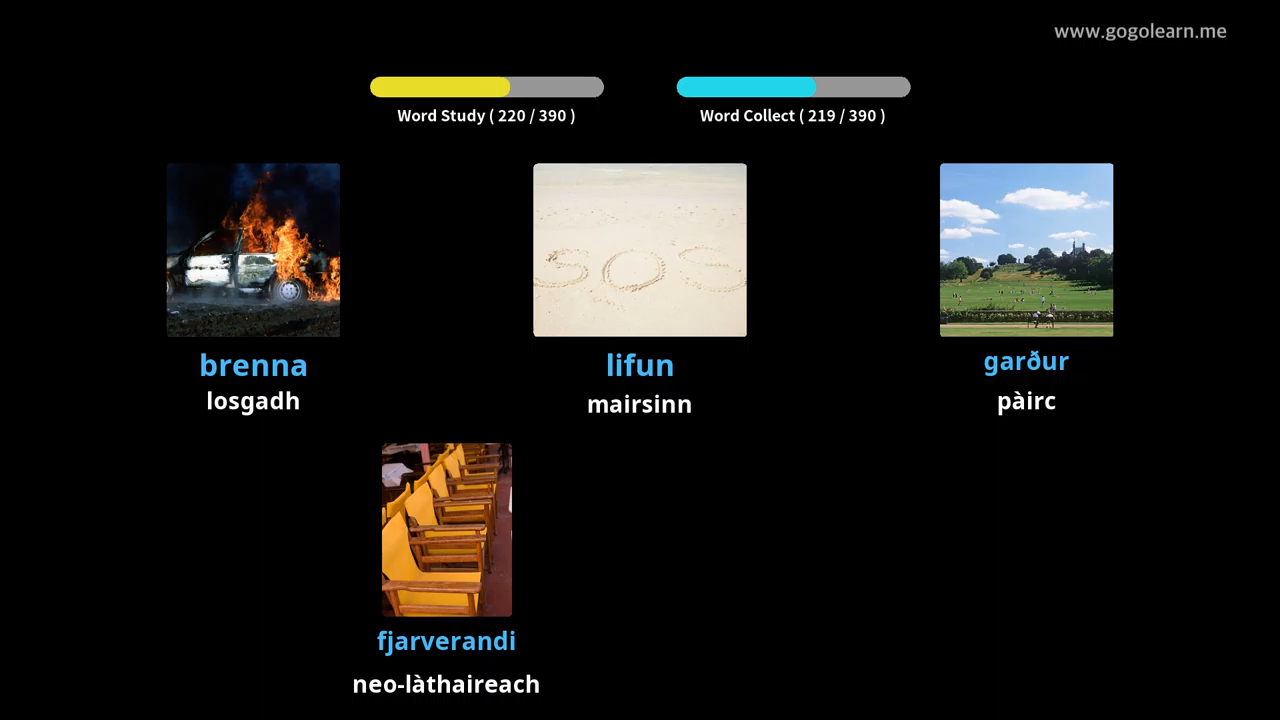 www.gogolearn.me
Word Study ( 220 / 390 )
Word Collect ( 219 / 390 )
SOS
brenna
losgadh
lifun
mairsinn
garður
pàirc
fjarverandi
neo-làthaireach